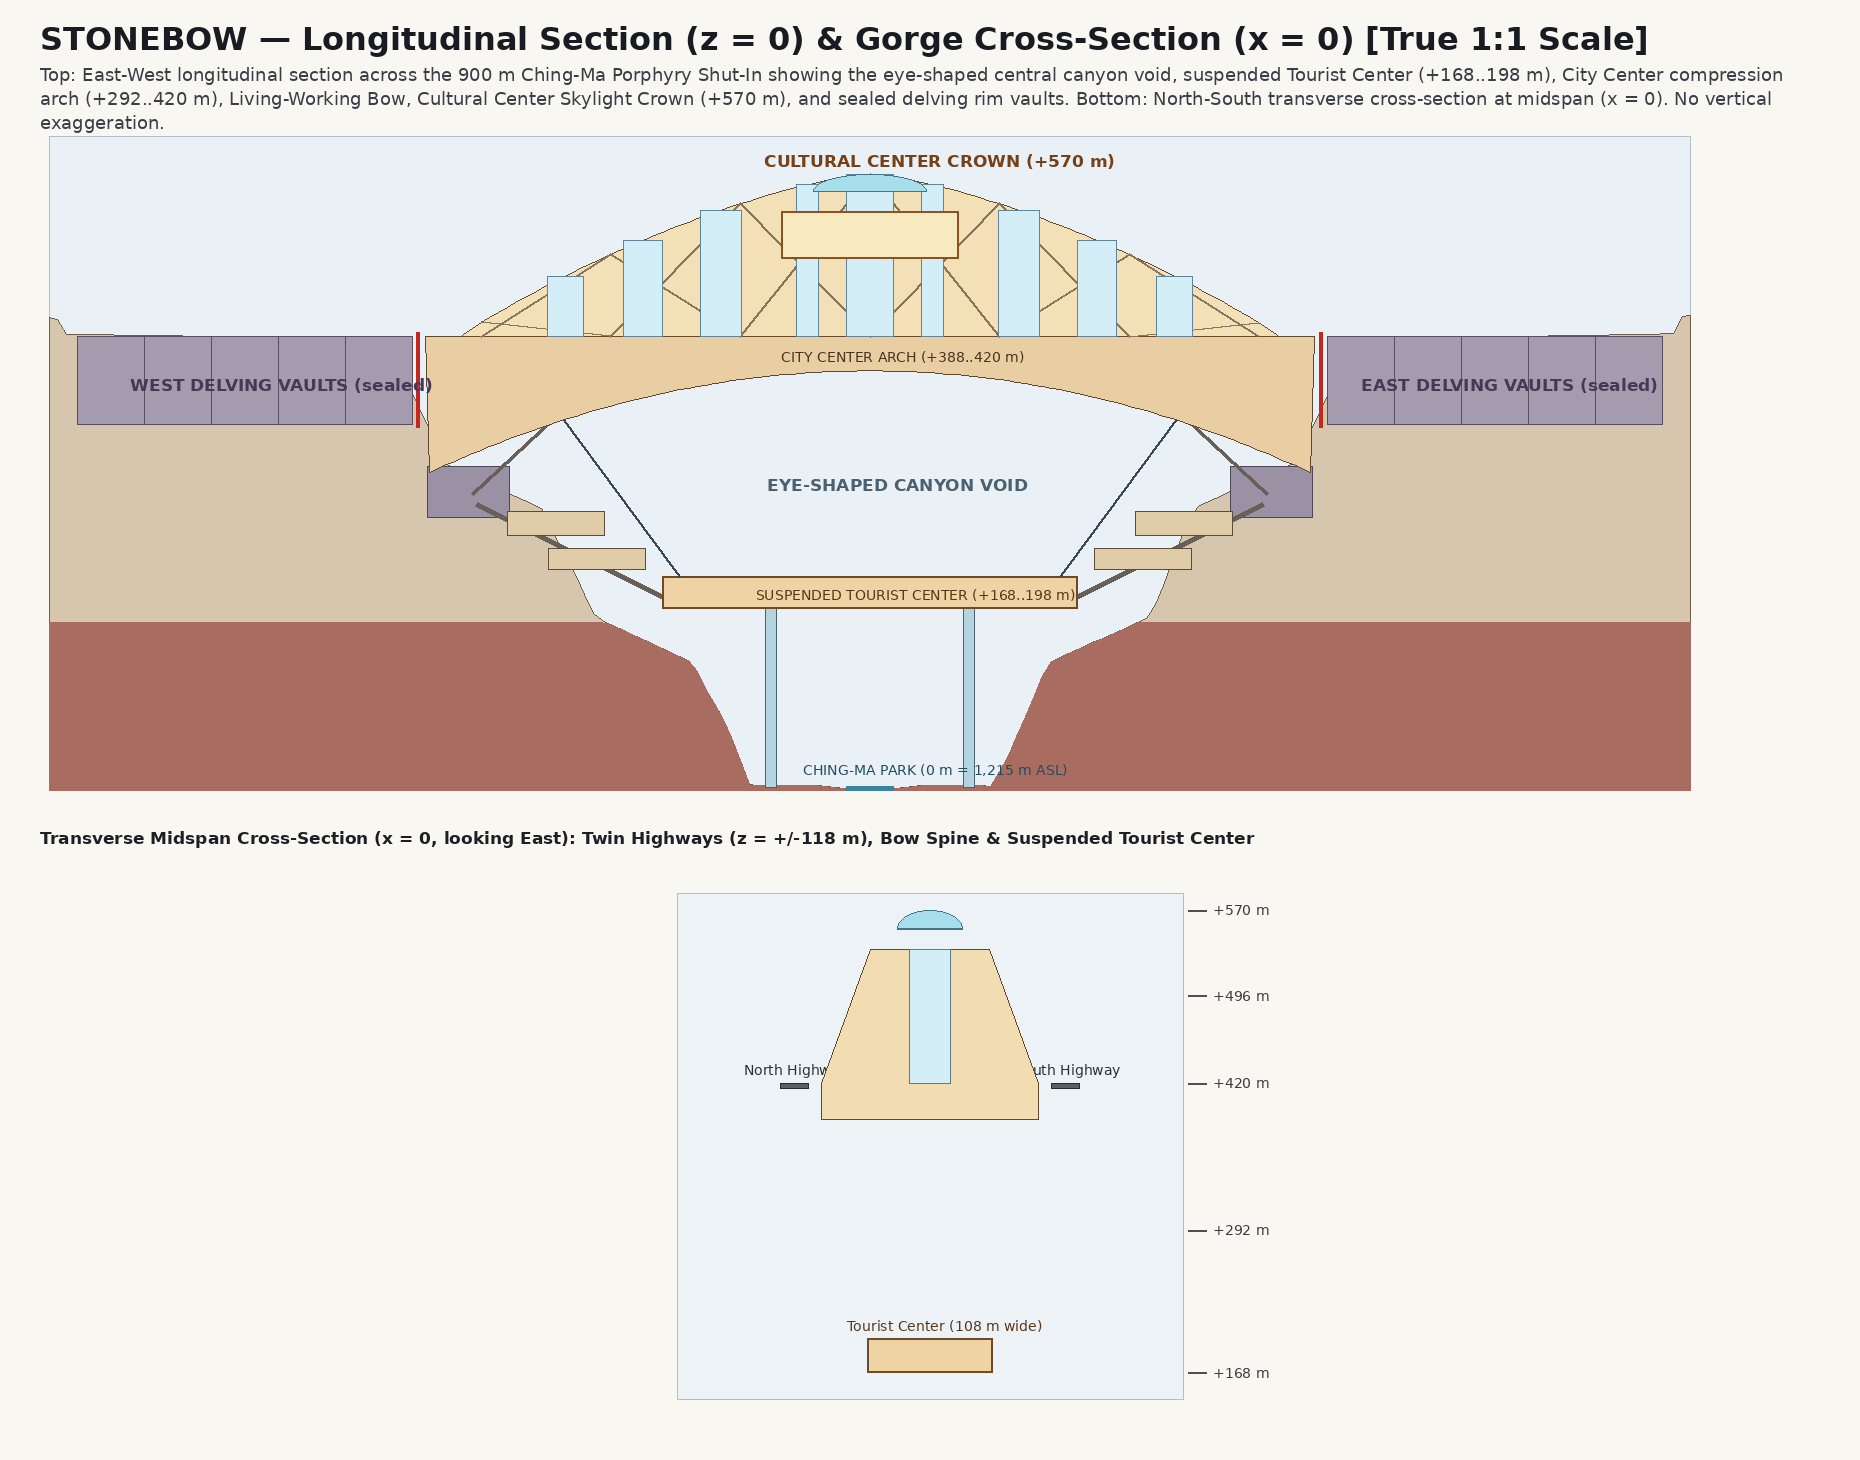 STONEBOW — Longitudinal Section (z = 0) & Gorge Cross-Section (x = 0) [True 1:1 Scale]
Top: East-West longitudinal section across the 900 m Ching-Ma Porphyry Shut-In showing the eye-shaped central canyon void, suspended Tourist Center (+168..198 m), City Center compression
arch (+292..420 m), Living-Working Bow, Cultural Center Skylight Crown (+570 m), and sealed delving rim vaults. Bottom: North-South transverse cross-section at midspan (x = 0). No vertical
exaggeration.
CULTURAL CENTER CROWN (+570 m)
CITY CENTER ARCH (+388..420 m)
WEST DELVING VAULTS (sealed)
EAST DELVING VAULTS (sealed)
EYE-SHAPED CANYON VOID
SUSPENDED TOURIST CENTER (+168..198 m)
CHING-MA PARK (0 m = 1,215 m ASL)
Transverse Midspan Cross-Section (x = 0, looking East): Twin Highways (z = +/-118 m), Bow Spine & Suspended Tourist Center
+570 m
+496 m
North Highw
uth Highway
+420 m
+292 m
Tourist Center (108 m wide)
+168 m